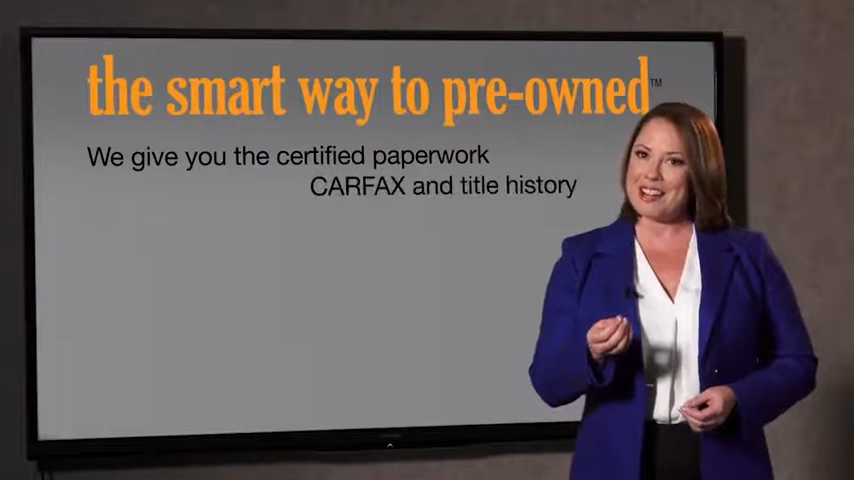 the smart way to pre-owned™
We give you the certified paperwork
CARFAX and title history